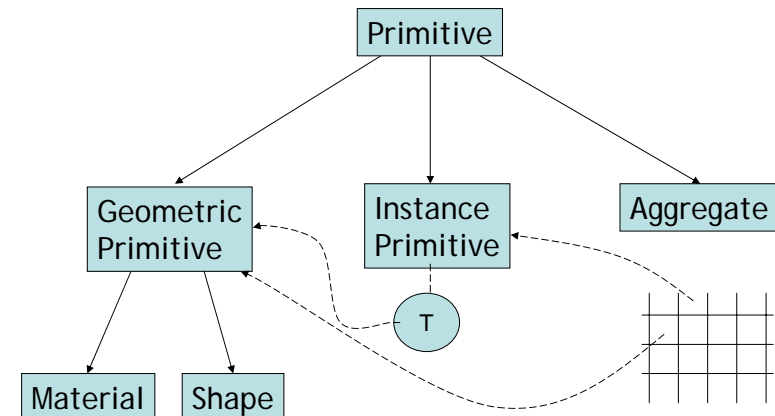 Primitive
Geometric
Primitive
Instance
Primitive
Aggregate
T
Material
Shape